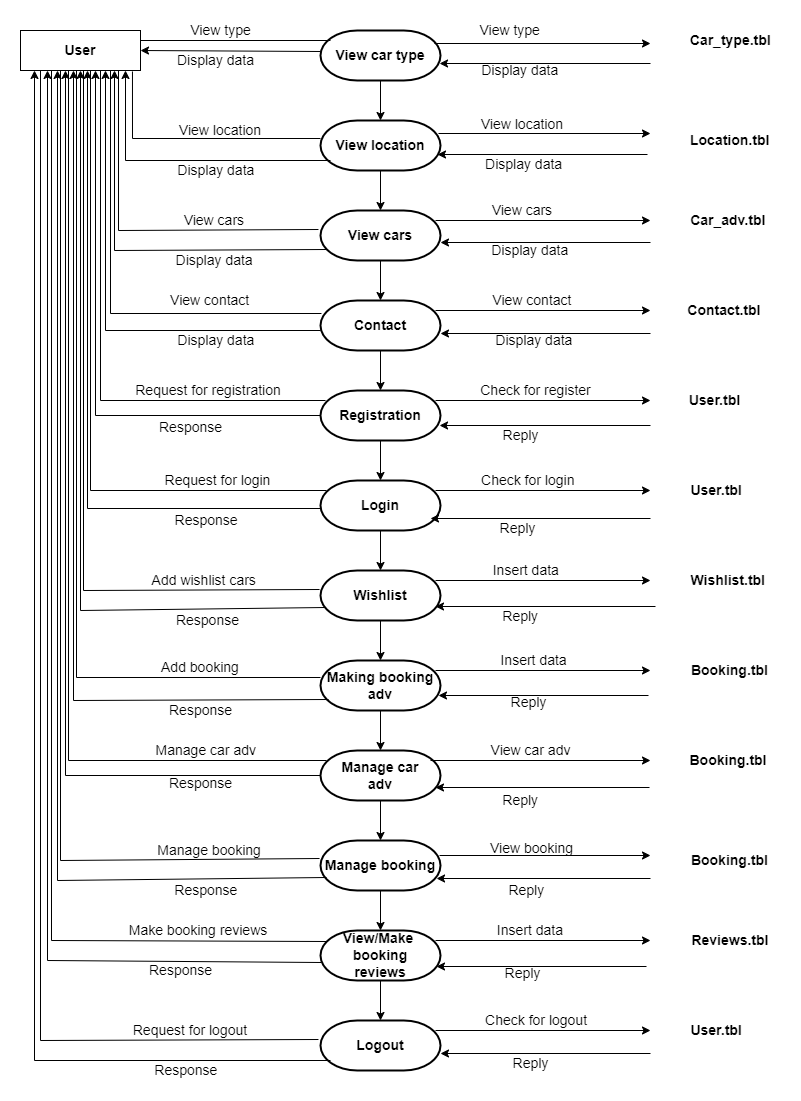 View type
View type
User
View car type
Car_type.tbl
Display data
Display data
View location
View location
View location
Location.tbl
Display data
Display data
View cars
View cars
View cars
Car_adv.tbl
Display data
Display data
View contact
View contact
Contact
Contact.tbl
Display data
Display data
Request for registration
Check for register
Registration
User.tbl
Response
Reply
Request for login
Check for login
Login
User.tbl
Response
Reply
Add wishlist cars
Insert data
Wishlist
Wishlist.tbl
Response
Reply
Add booking
Insert data
Making booking
adv
Booking.tbl
Response
Reply
Manage car adv
View car adv
Manage car
adv
Booking.tbl
Response
Reply
Manage booking
View booking
Manage booking
Booking.tbl
Response
Reply
Make booking reviews
Insert data
View/Make
booking
reviews
Reviews.tbl
Response
Reply
Request for logout
Check for logout
Logout
User.tbl
Response
Reply